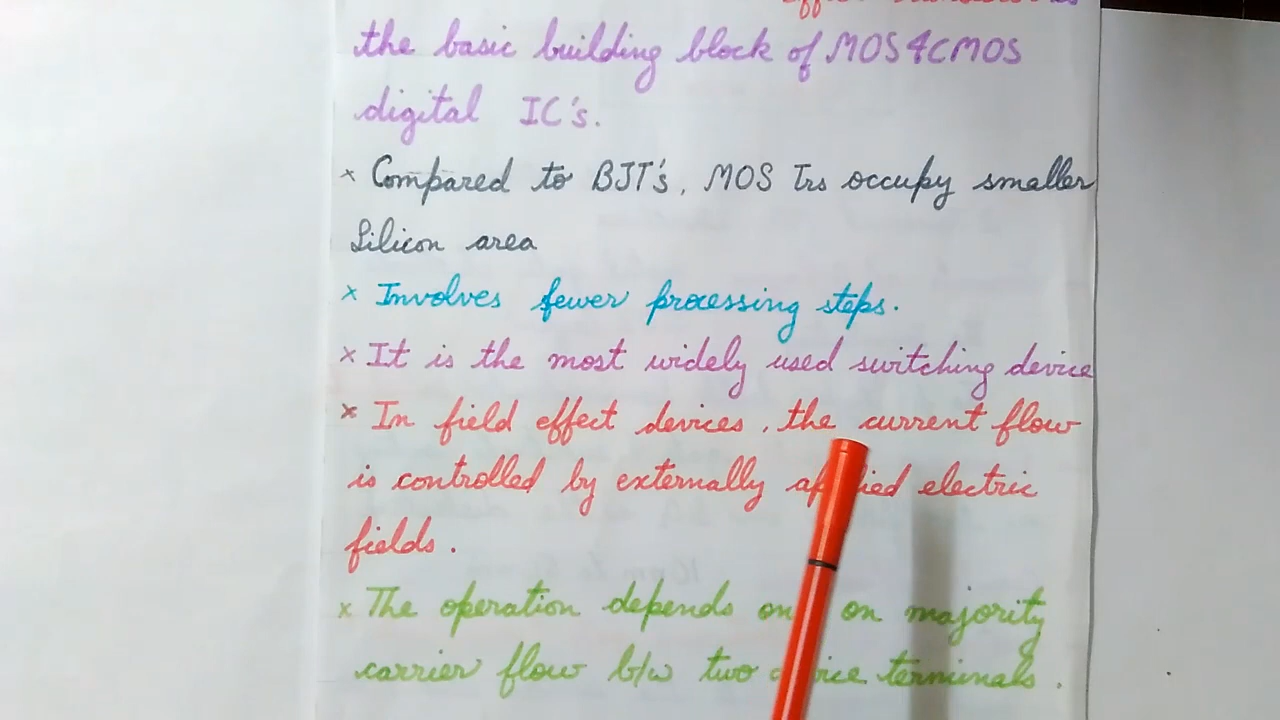 the basic building block of MOS & CMOS
digital IC's.
× Compared to BJT's, MOS Trs occupy smaller
Silicon area
× Involves fewer processing steps.
× It is the most widely used switching device
× In field effect devices, the current flow
is controlled by externally applied electric
fields.
× The operation depends on majority
carrier flow b/w two device terminals.